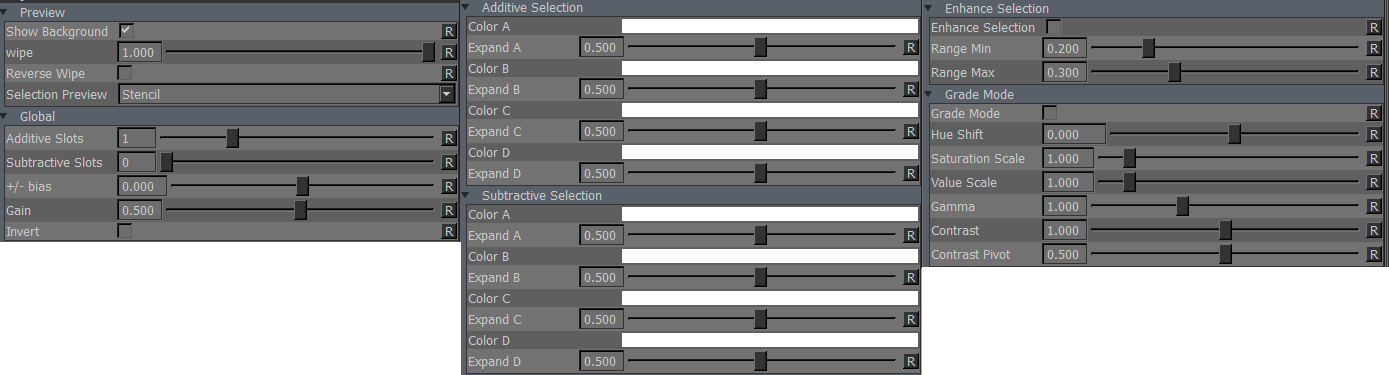 Preview
Show Background R
wipe 1.000 R
Reverse Wipe R
Selection Preview Stencil
Global
Additive Slots 1 R
Subtractive Slots 0 R
+/- bias 0.000 R
Gain 0.500 R
Invert R
Additive Selection
Color A
Expand A 0.500 R
Color B
Expand B 0.500 R
Color C
Expand C 0.500 R
Color D
Expand D 0.500 R
Subtractive Selection
Color A
Expand A 0.500 R
Color B
Expand B 0.500 R
Color C
Expand C 0.500 R
Color D
Expand D 0.500 R
Enhance Selection
Enhance Selection R
Range Min 0.200 R
Range Max 0.300 R
Grade Mode
Grade Mode R
Hue Shift 0.000 R
Saturation Scale 1.000 R
Value Scale 1.000 R
Gamma 1.000 R
Contrast 1.000 R
Contrast Pivot 0.500 R